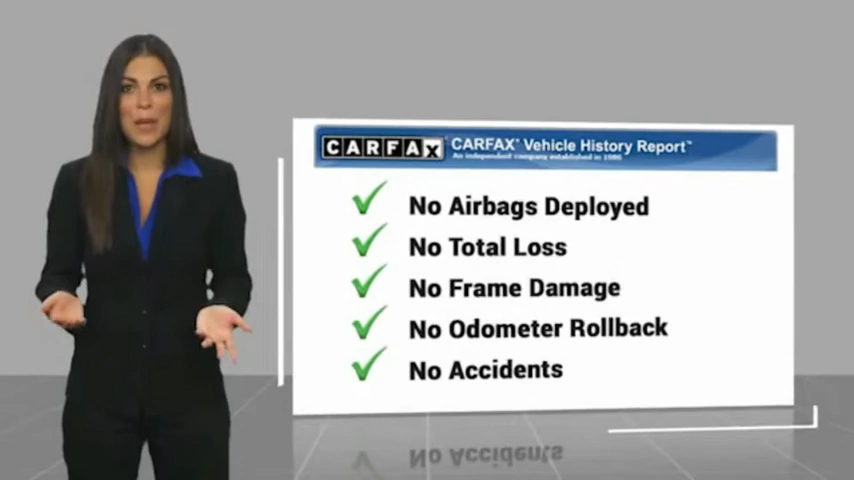 CARFAX CARFAX® Vehicle History Report™
An independent company established in 1986
No Airbags Deployed
No Total Loss
No Frame Damage
No Odometer Rollback
No Accidents
No Accidents